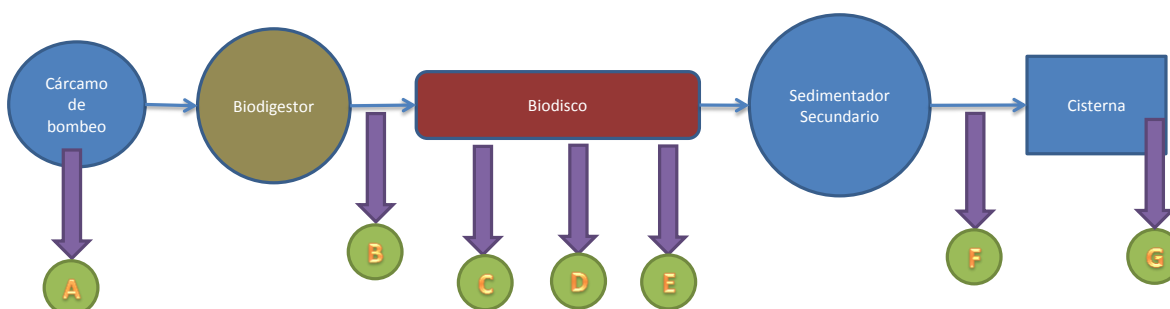 Cárcamo
de
bombeo
Biodigestor
Biodisco
Sedimentador
Secundario
Cisterna
A
B
C
D
E
F
G